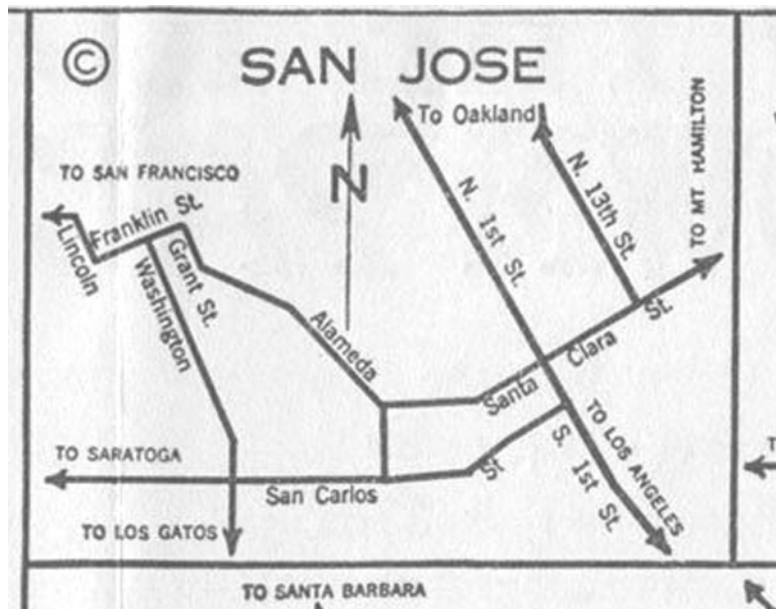 © SAN JOSE
To Oakland
TO SAN FRANCISCO
N
N. 1st St.
N. 13th St.
TO MT HAMILTON
Lincoln
Franklin St.
Grant St.
Washington
Alameda
Santa Clara St.
TO SARATOGA
San Carlos St
S. 1st St.
TO LOS ANGELES
TO LOS GATOS
TO SANTA BARBARA